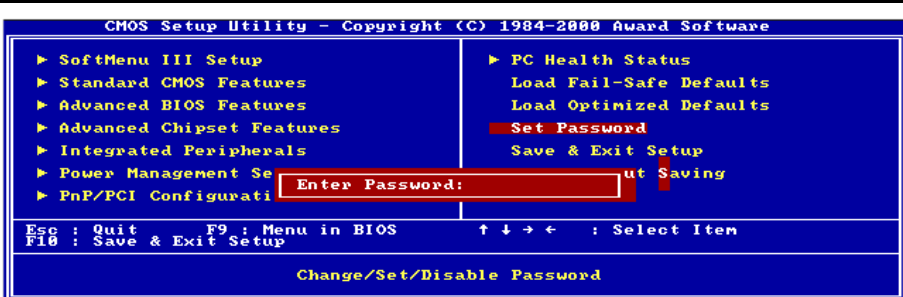 CMOS Setup Utility – Copyright (C) 1984-2000 Award Software
► SoftMenu III Setup
► Standard CMOS Features
► Advanced BIOS Features
► Advanced Chipset Features
► Integrated Peripherals
► Power Management Se
► PnP/PCI Configurati
► PC Health Status
Load Fail-Safe Defaults
Load Optimized Defaults
Set Password
Save & Exit Setup
ut Saving
Enter Password:
Esc : Quit F9 : Menu in BIOS ↑ ↓ → ← : Select Item
F10 : Save & Exit Setup
Change/Set/Disable Password